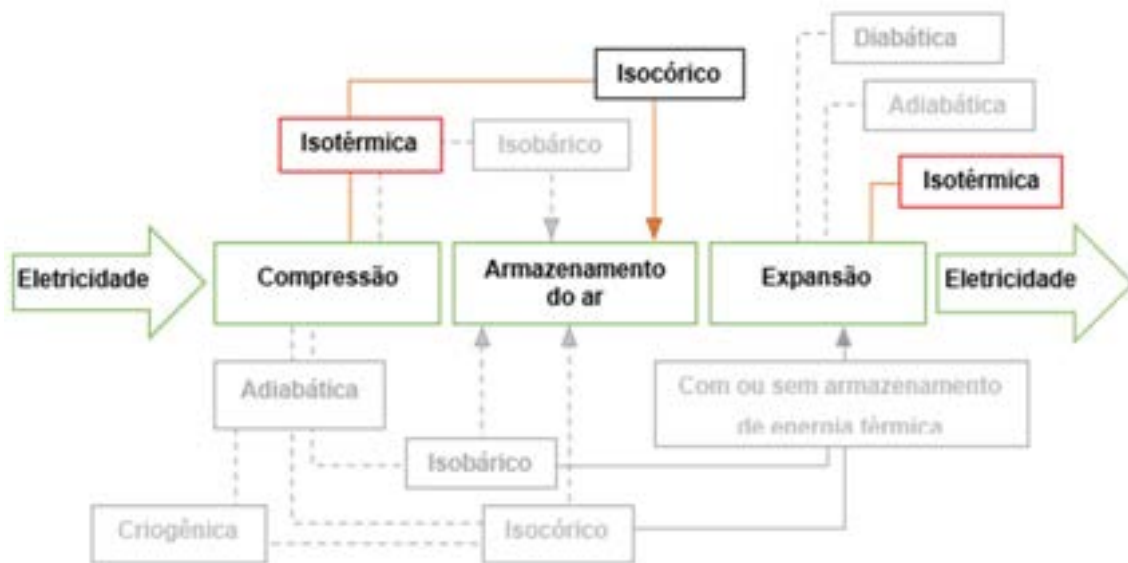 Diabática
Isocórico
Adiabática
Isotérmica
Isobárico
Isotérmica
Eletricidade
Compressão
Armazenamento
do ar
Expansão
Eletricidade
Adiabática
Com ou sem armazenamento
de energia térmica
Isobárico
Criogênica
Isocórico